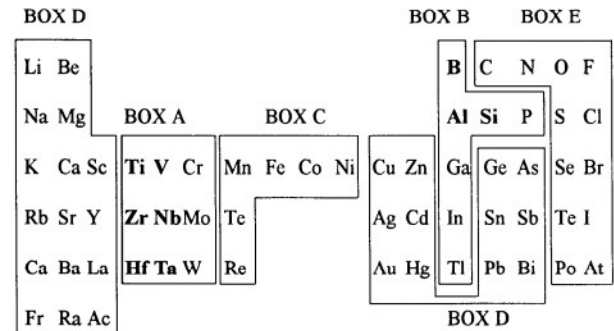 BOX D BOX B BOX E
Li Be B C N O F
Na Mg BOX A BOX C Al Si P S Cl
K Ca Sc Ti V Cr Mn Fe Co Ni Cu Zn Ga Ge As Se Br
Rb Sr Y Zr Nb Mo Te Ag Cd In Sn Sb Te I
Ca Ba La Hf Ta W Re Au Hg Tl Pb Bi Po At
Fr Ra Ac BOX D